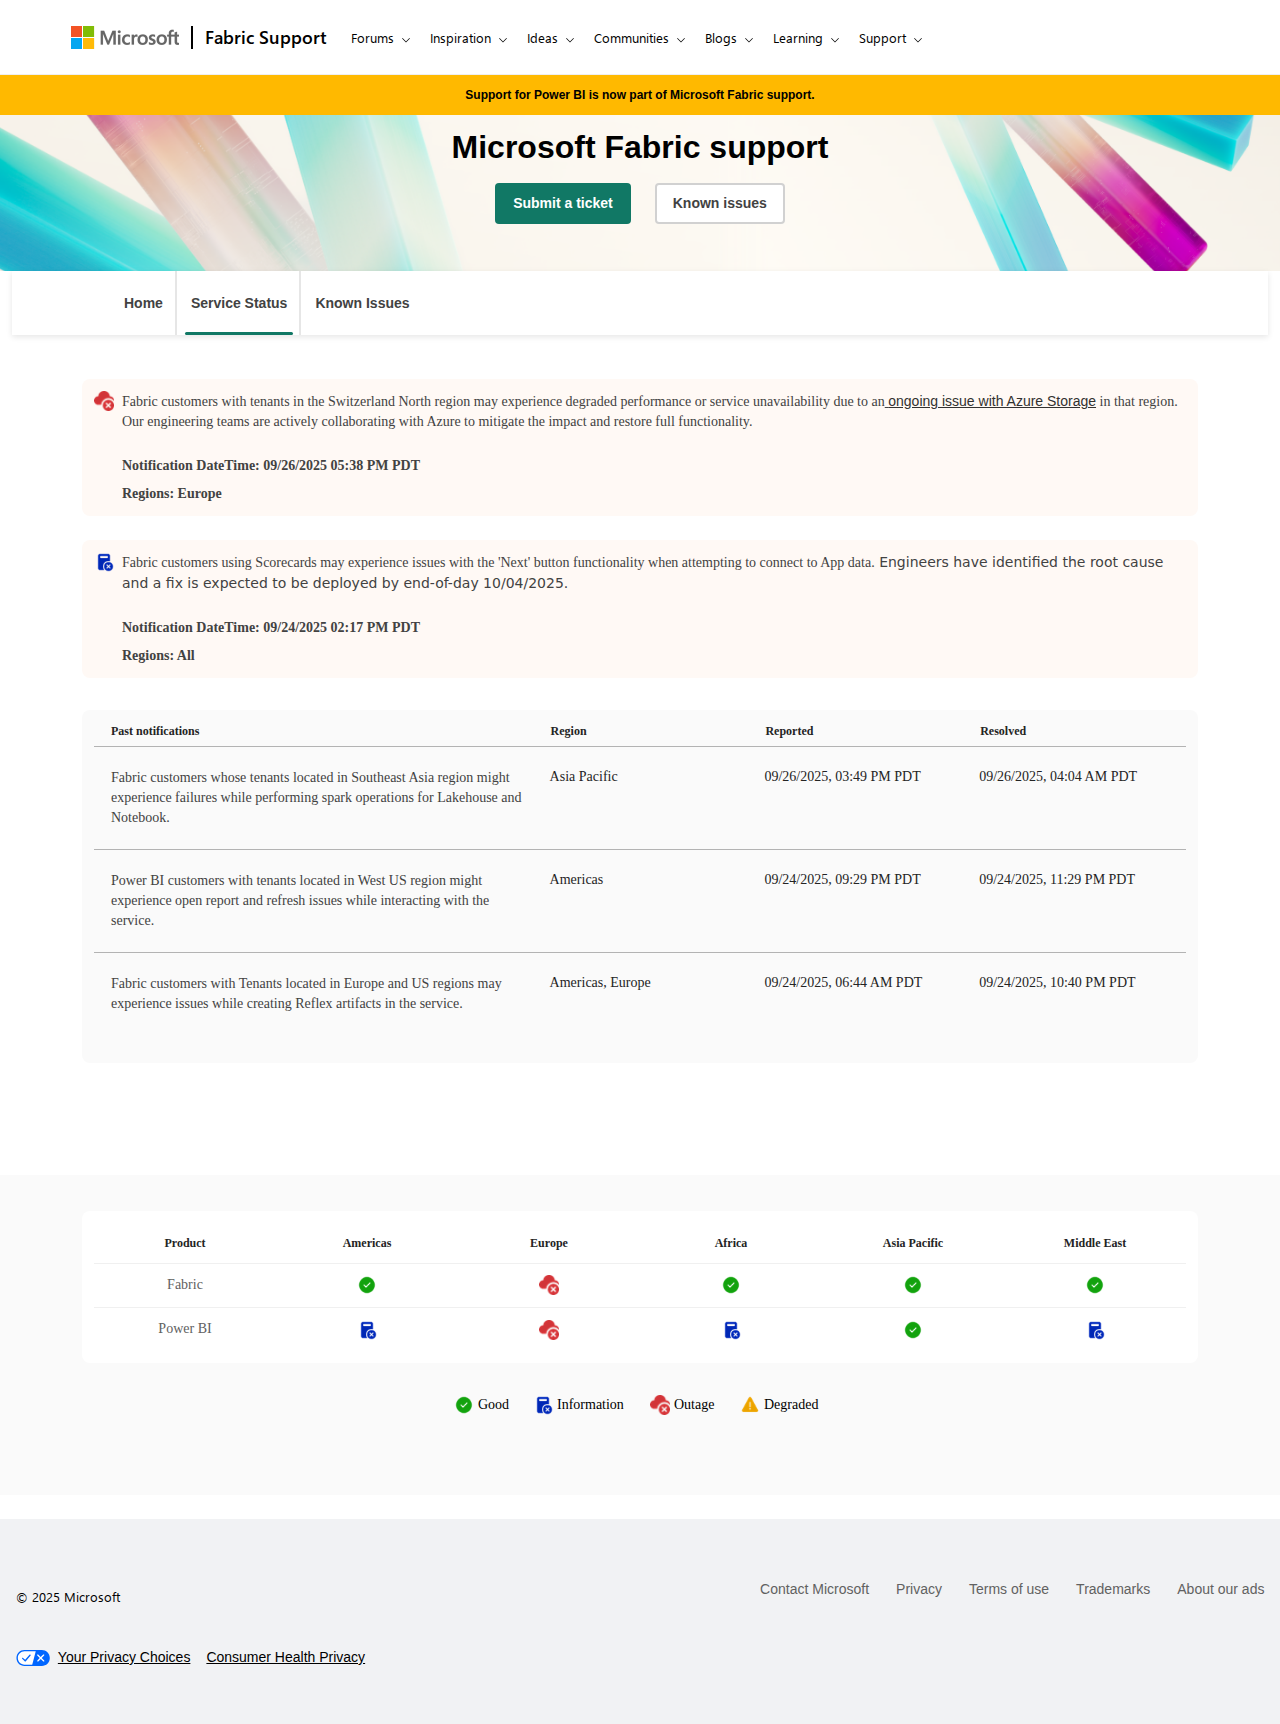 Microsoft | Fabric Support Forums Inspiration Ideas Communities Blogs Learning Support
Support for Power BI is now part of Microsoft Fabric support.
Microsoft Fabric support
Submit a ticket Known issues
Home Service Status Known Issues
Fabric customers with tenants in the Switzerland North region may experience degraded performance or service unavailability due to an ongoing issue with Azure Storage in that region.
Our engineering teams are actively collaborating with Azure to mitigate the impact and restore full functionality.
Notification DateTime: 09/26/2025 05:38 PM PDT
Regions: Europe
Fabric customers using Scorecards may experience issues with the 'Next' button functionality when attempting to connect to App data. Engineers have identified the root cause
and a fix is expected to be deployed by end-of-day 10/04/2025.
Notification DateTime: 09/24/2025 02:17 PM PDT
Regions: All
Past notifications Region Reported Resolved
Fabric customers whose tenants located in Southeast Asia region might Asia Pacific 09/26/2025, 03:49 PM PDT 09/26/2025, 04:04 AM PDT
experience failures while performing spark operations for Lakehouse and
Notebook.
Power BI customers with tenants located in West US region might Americas 09/24/2025, 09:29 PM PDT 09/24/2025, 11:29 PM PDT
experience open report and refresh issues while interacting with the
service.
Fabric customers with Tenants located in Europe and US regions may Americas, Europe 09/24/2025, 06:44 AM PDT 09/24/2025, 10:40 PM PDT
experience issues while creating Reflex artifacts in the service.
Product Americas Europe Africa Asia Pacific Middle East
Fabric
Power BI
Good Information Outage Degraded
© 2025 Microsoft
Contact Microsoft Privacy Terms of use Trademarks About our ads
Your Privacy Choices Consumer Health Privacy